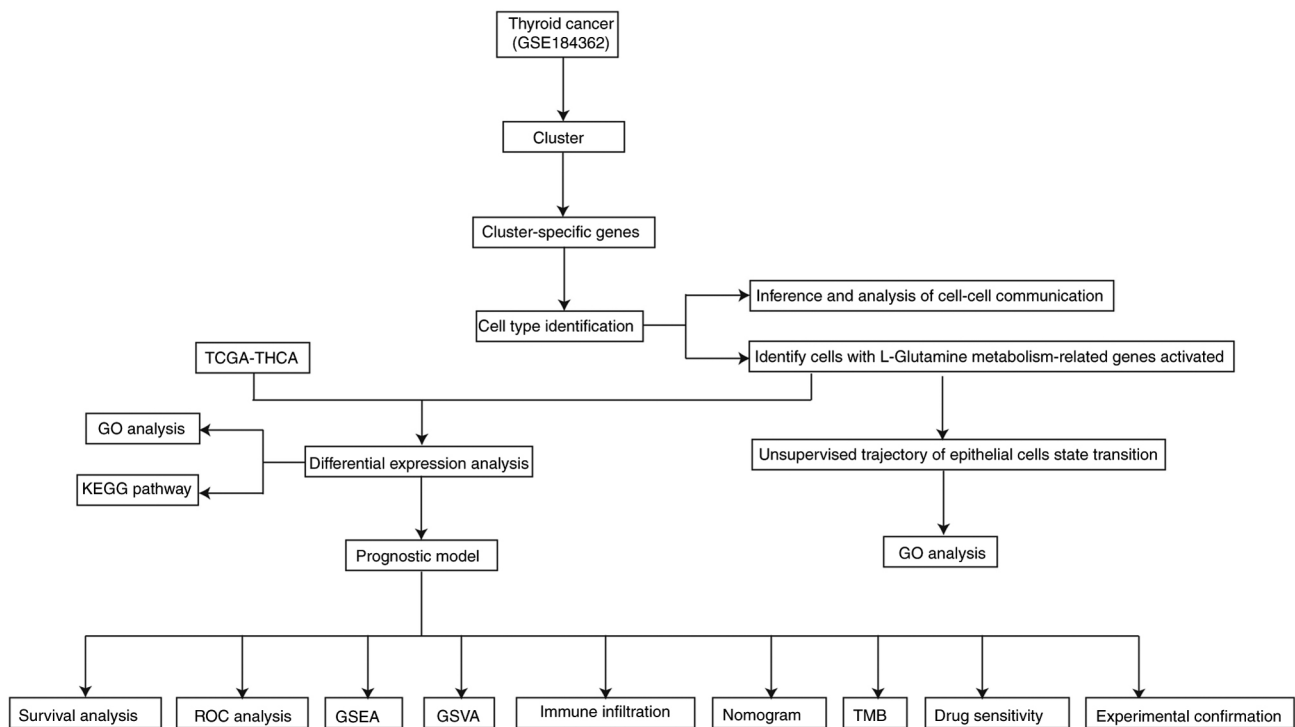 Thyroid cancer
(GSE184362)
Cluster
Cluster-specific genes
Cell type identification
Inference and analysis of cell-cell communication
Identify cells with L-Glutamine metabolism-related genes activated
TCGA-THCA
GO analysis
KEGG pathway
Differential expression analysis
Unsupervised trajectory of epithelial cells state transition
GO analysis
Prognostic model
Survival analysis
ROC analysis
GSEA
GSVA
Immune infiltration
Nomogram
TMB
Drug sensitivity
Experimental confirmation